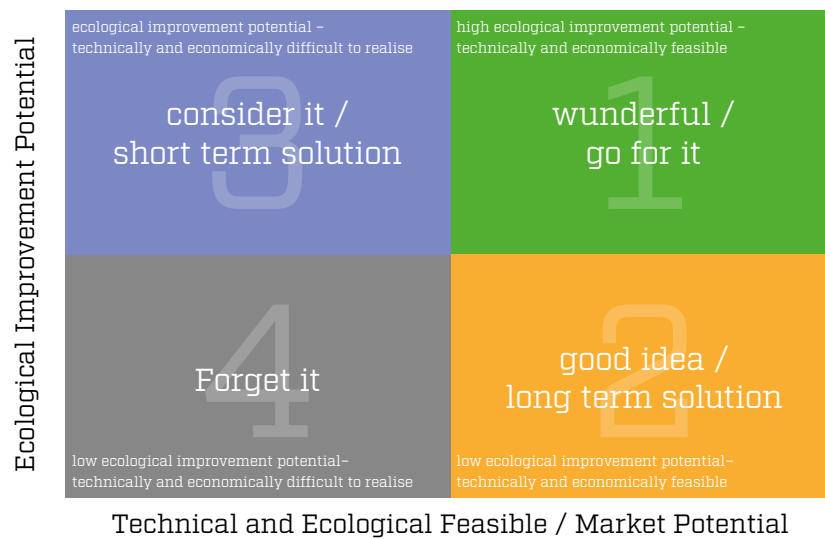 Ecological Improvement Potential
ecological improvement potential –
technically and economically difficult to realise
3
consider it /
short term solution
high ecological improvement potential –
technically and economically feasible
1
wunderful /
go for it
4
Forget it
low ecological improvement potential–
technically and economically difficult to realise
2
good idea /
long term solution
low ecological improvement potential–
technically and economically feasible
Technical and Ecological Feasible / Market Potential